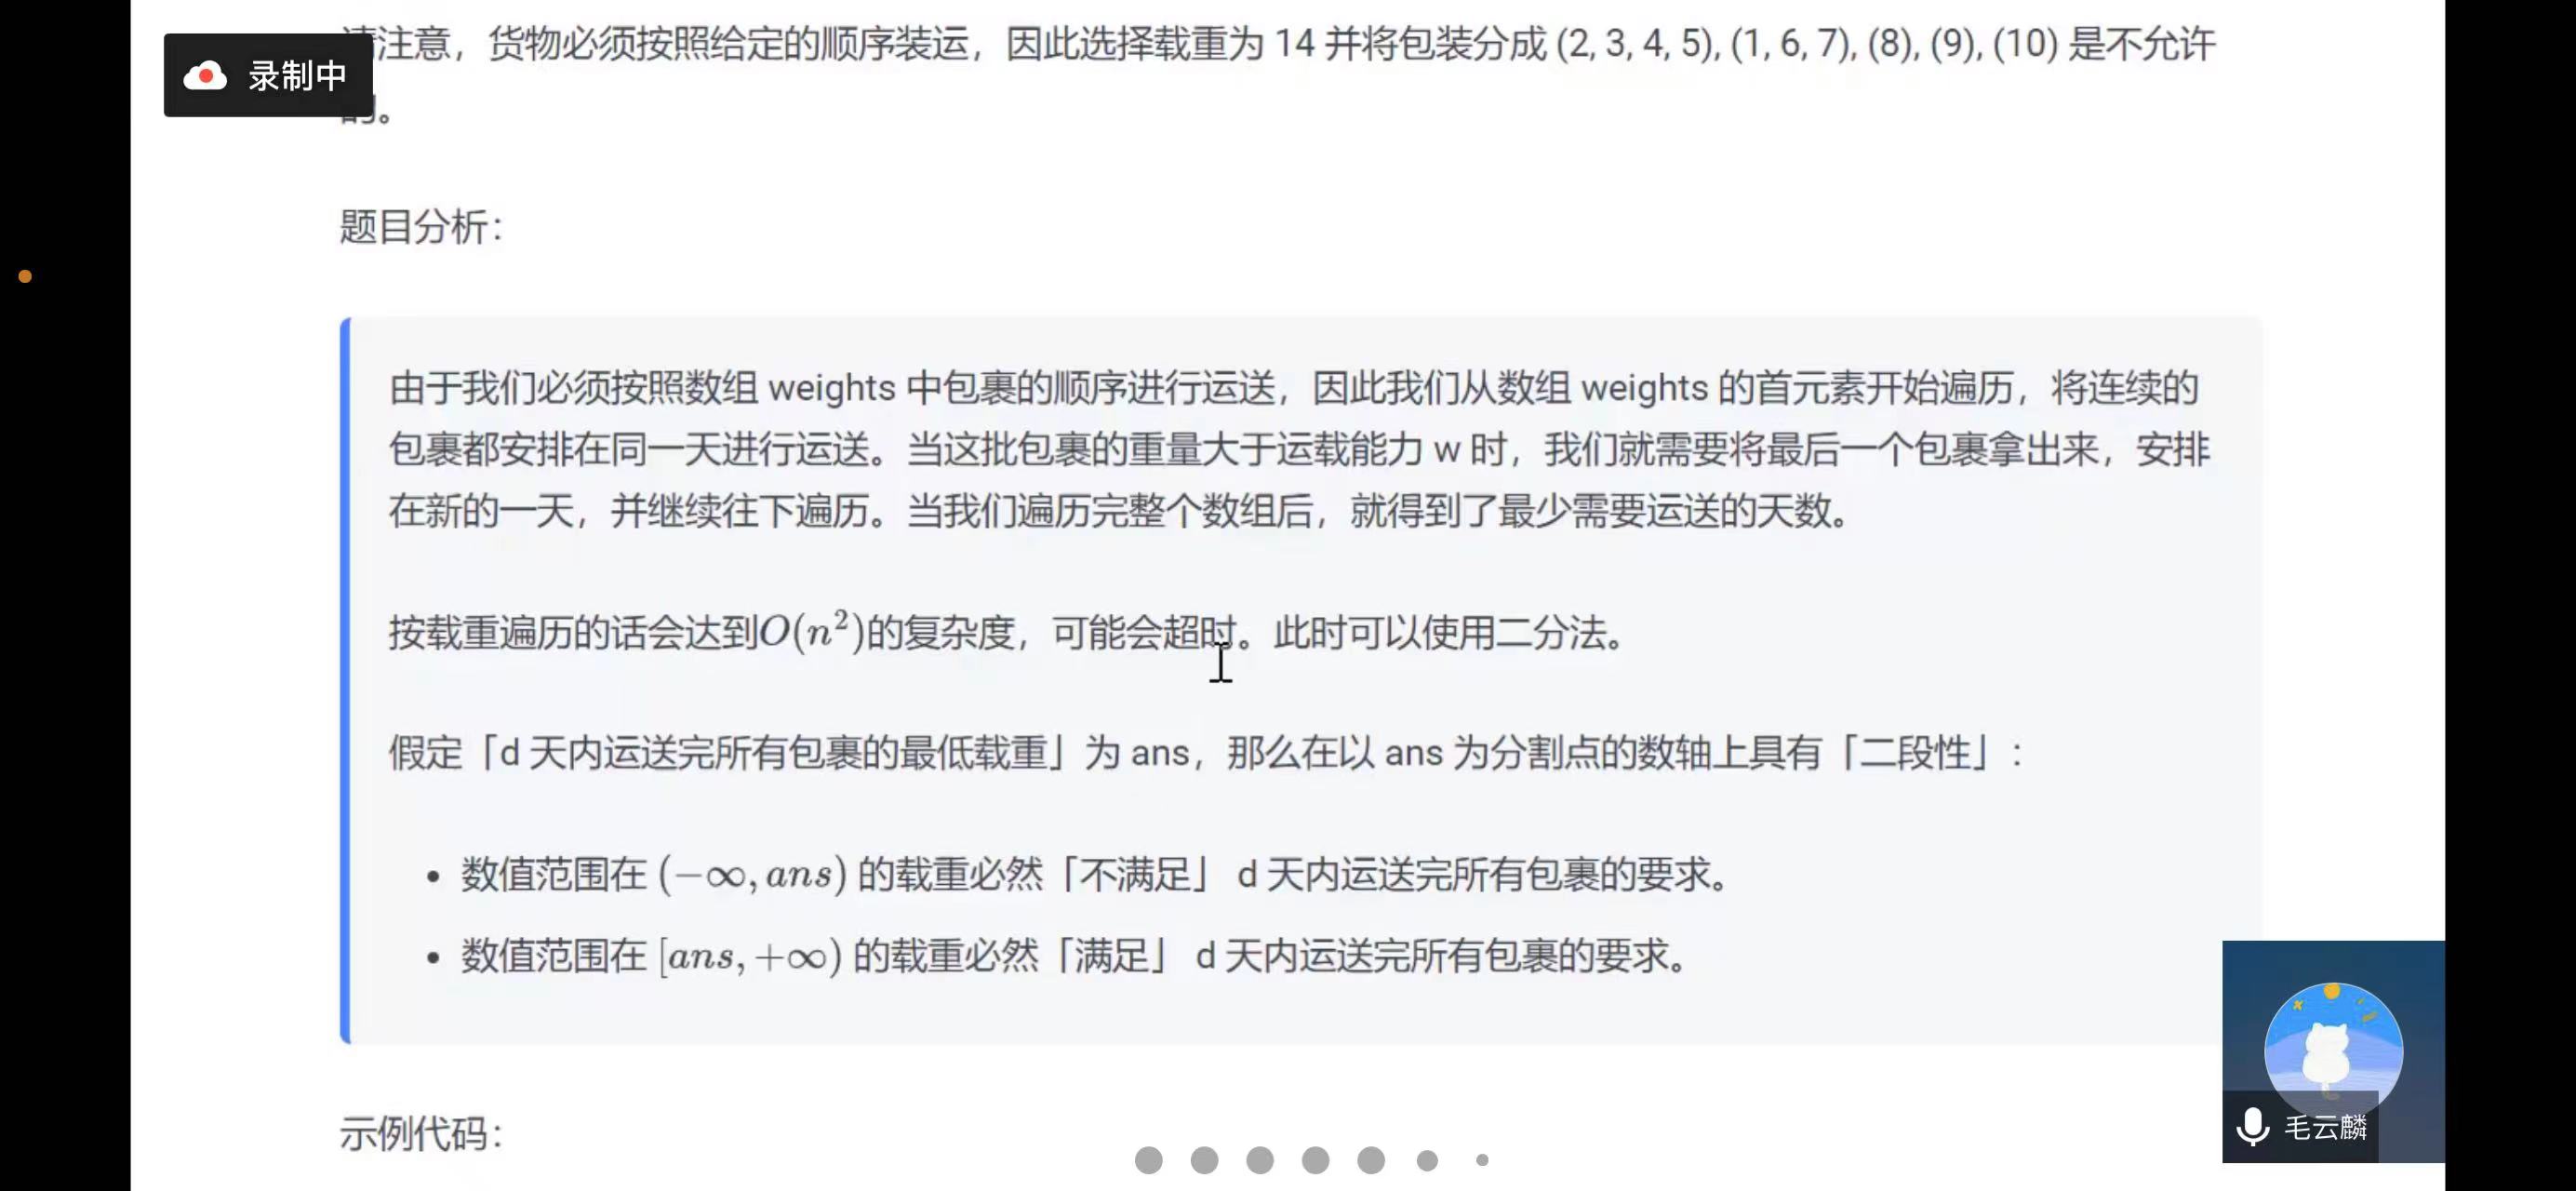 请注意，货物必须按照给定的顺序装运，因此选择载重为 14 并将包装分成 (2, 3, 4, 5), (1, 6, 7), (8), (9), (10) 是不允许
录制中
的。
题目分析：
由于我们必须按照数组 weights 中包裹的顺序进行运送，因此我们从数组 weights 的首元素开始遍历，将连续的
包裹都安排在同一天进行运送。当这批包裹的重量大于运载能力 w 时，我们就需要将最后一个包裹拿出来，安排
在新的一天，并继续往下遍历。当我们遍历完整个数组后，就得到了最少需要运送的天数。
按载重遍历的话会达到O(n²)的复杂度，可能会超时。此时可以使用二分法。
假定「d 天内运送完所有包裹的最低载重」为 ans，那么在以 ans 为分割点的数轴上具有「二段性」：
• 数值范围在 (−∞, ans) 的载重必然「不满足」 d 天内运送完所有包裹的要求。
• 数值范围在 [ans, +∞) 的载重必然「满足」 d 天内运送完所有包裹的要求。
示例代码：
毛云麟